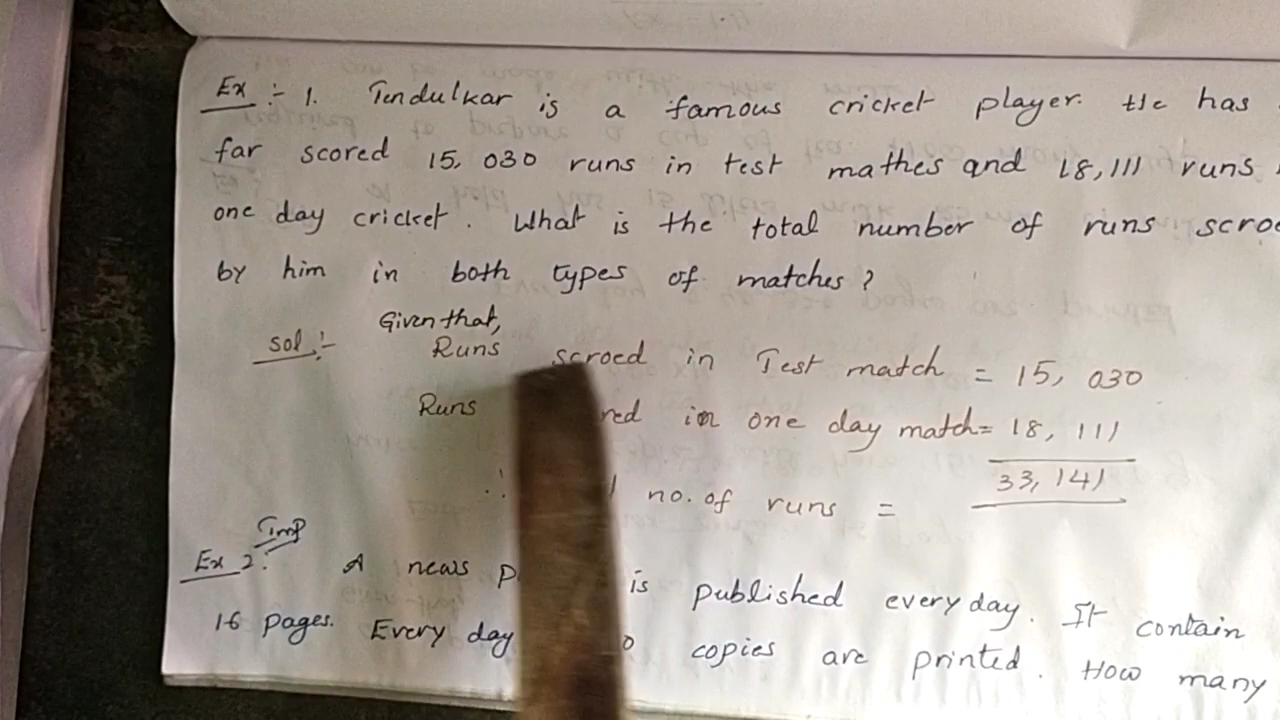 Ex :- 1. Tendulkar is a famous cricket player. He has
far scored 15,030 runs in test mathes and 18,111 runs
one day cricket. What is the total number of runs scroe
by him in both types of matches?
Given that,
Sol:- Runs scroed in Test match = 15,030
Runs red in one day match= 18,111
∴ no. of runs = 33,141
Imp
Ex 2: A news p is published every day. It contain
16 pages. Every day copies are printed. How many